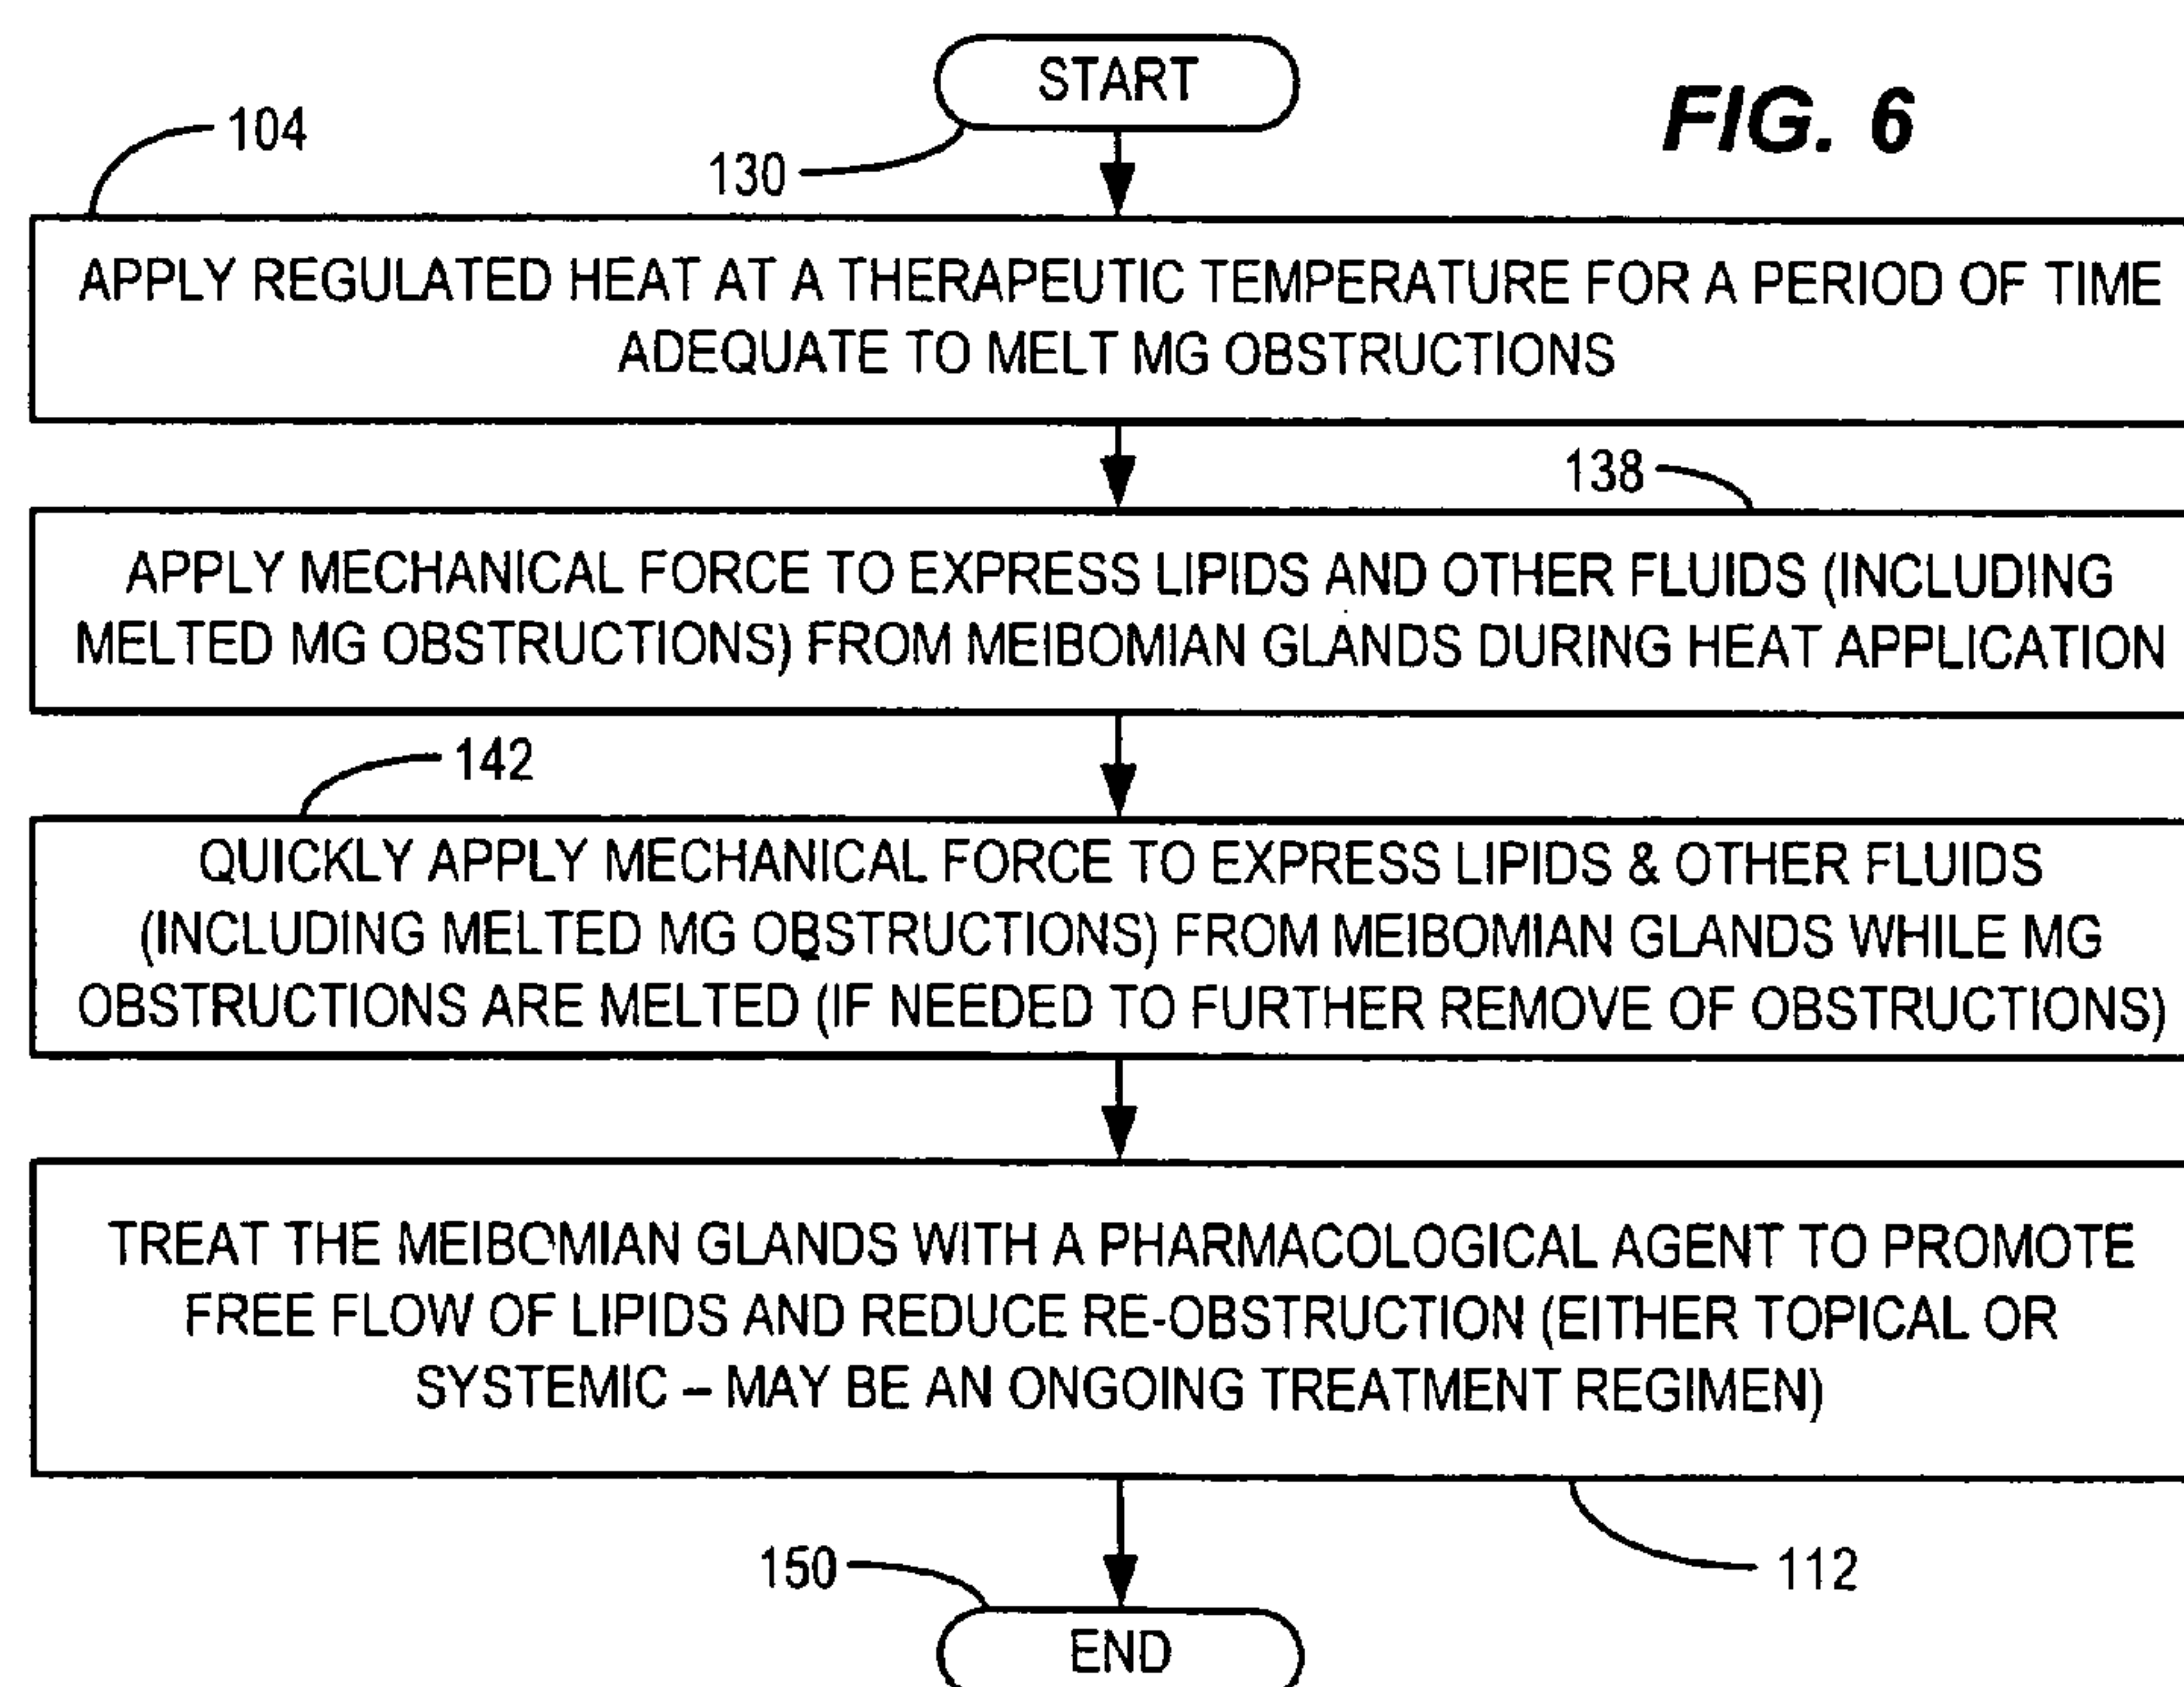 START
FIG. 6
104
130
APPLY REGULATED HEAT AT A THERAPEUTIC TEMPERATURE FOR A PERIOD OF TIME
ADEQUATE TO MELT MG OBSTRUCTIONS
138
APPLY MECHANICAL FORCE TO EXPRESS LIPIDS AND OTHER FLUIDS (INCLUDING
MELTED MG OBSTRUCTIONS) FROM MEIBOMIAN GLANDS DURING HEAT APPLICATION
142
QUICKLY APPLY MECHANICAL FORCE TO EXPRESS LIPIDS & OTHER FLUIDS
(INCLUDING MELTED MG OBSTRUCTIONS) FROM MEIBOMIAN GLANDS WHILE MG
OBSTRUCTIONS ARE MELTED (IF NEEDED TO FURTHER REMOVE OF OBSTRUCTIONS)
TREAT THE MEIBOMIAN GLANDS WITH A PHARMACOLOGICAL AGENT TO PROMOTE
FREE FLOW OF LIPIDS AND REDUCE RE-OBSTRUCTION (EITHER TOPICAL OR
SYSTEMIC – MAY BE AN ONGOING TREATMENT REGIMEN)
150
112
END